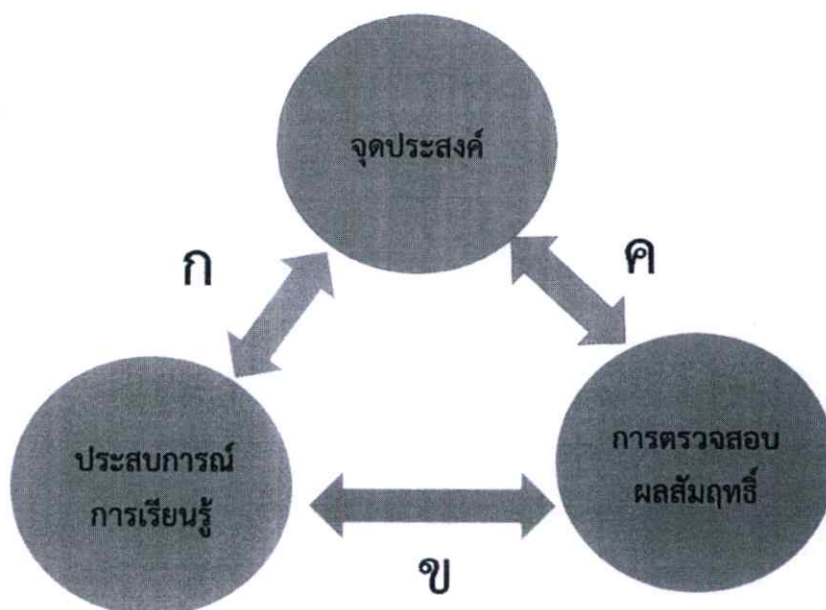 จุดประสงค์
ก
ค
ประสบการณ์
การเรียนรู้
การตรวจสอบ
ผลสัมฤทธิ์
ข